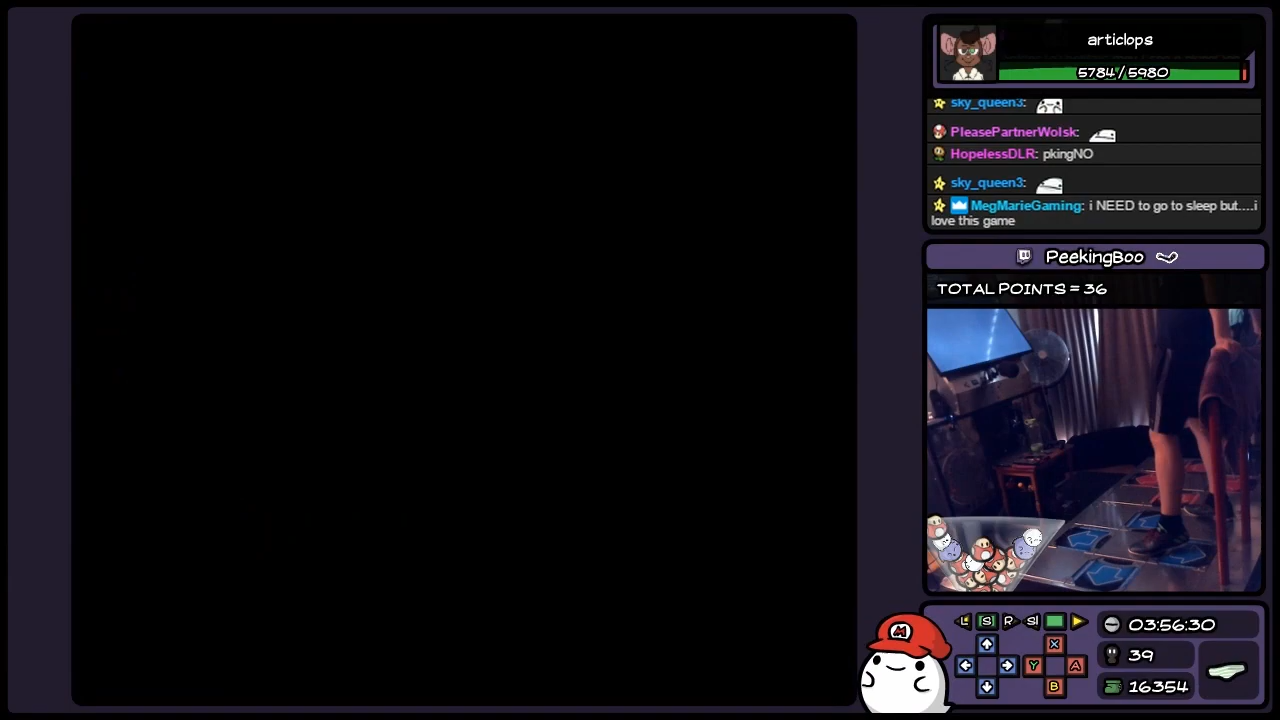 articlops
5784/5980
sky_queen3:
PleasePartnerWolsk:
HopelessDLR: pkingNO
sky_queen3:
MegMarieGaming: i NEED to go to sleep but....i
love this game
PeekingBoo
TOTAL POINTS = 36
M
L S R Sl
03:56:30
X
39
Y A
B
16354